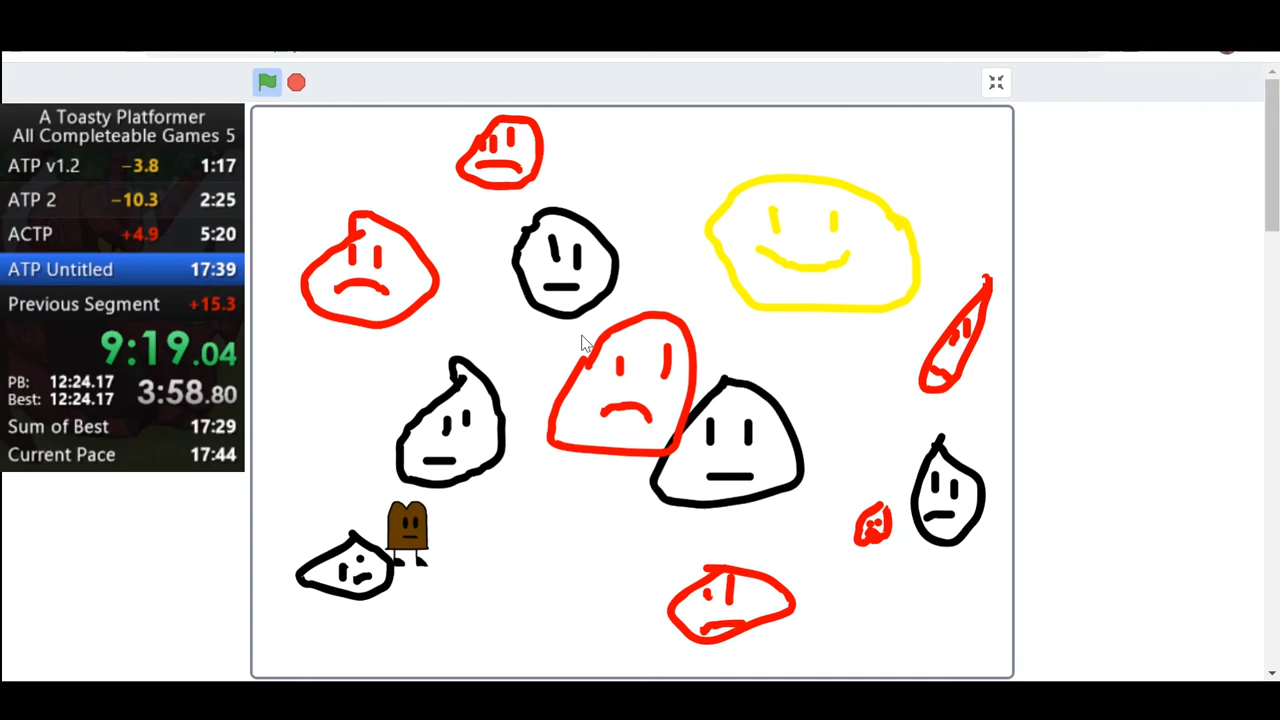 A Toasty Platformer
All Completeable Games 5
ATP v1.2 −3.8 1:17
ATP 2 −10.3 2:25
ACTP +4.9 5:20
ATP Untitled 17:39
Previous Segment +15.3
9:19.04
PB: 12:24.17
Best: 12:24.17 3:58.80
Sum of Best 17:29
Current Pace 17:44